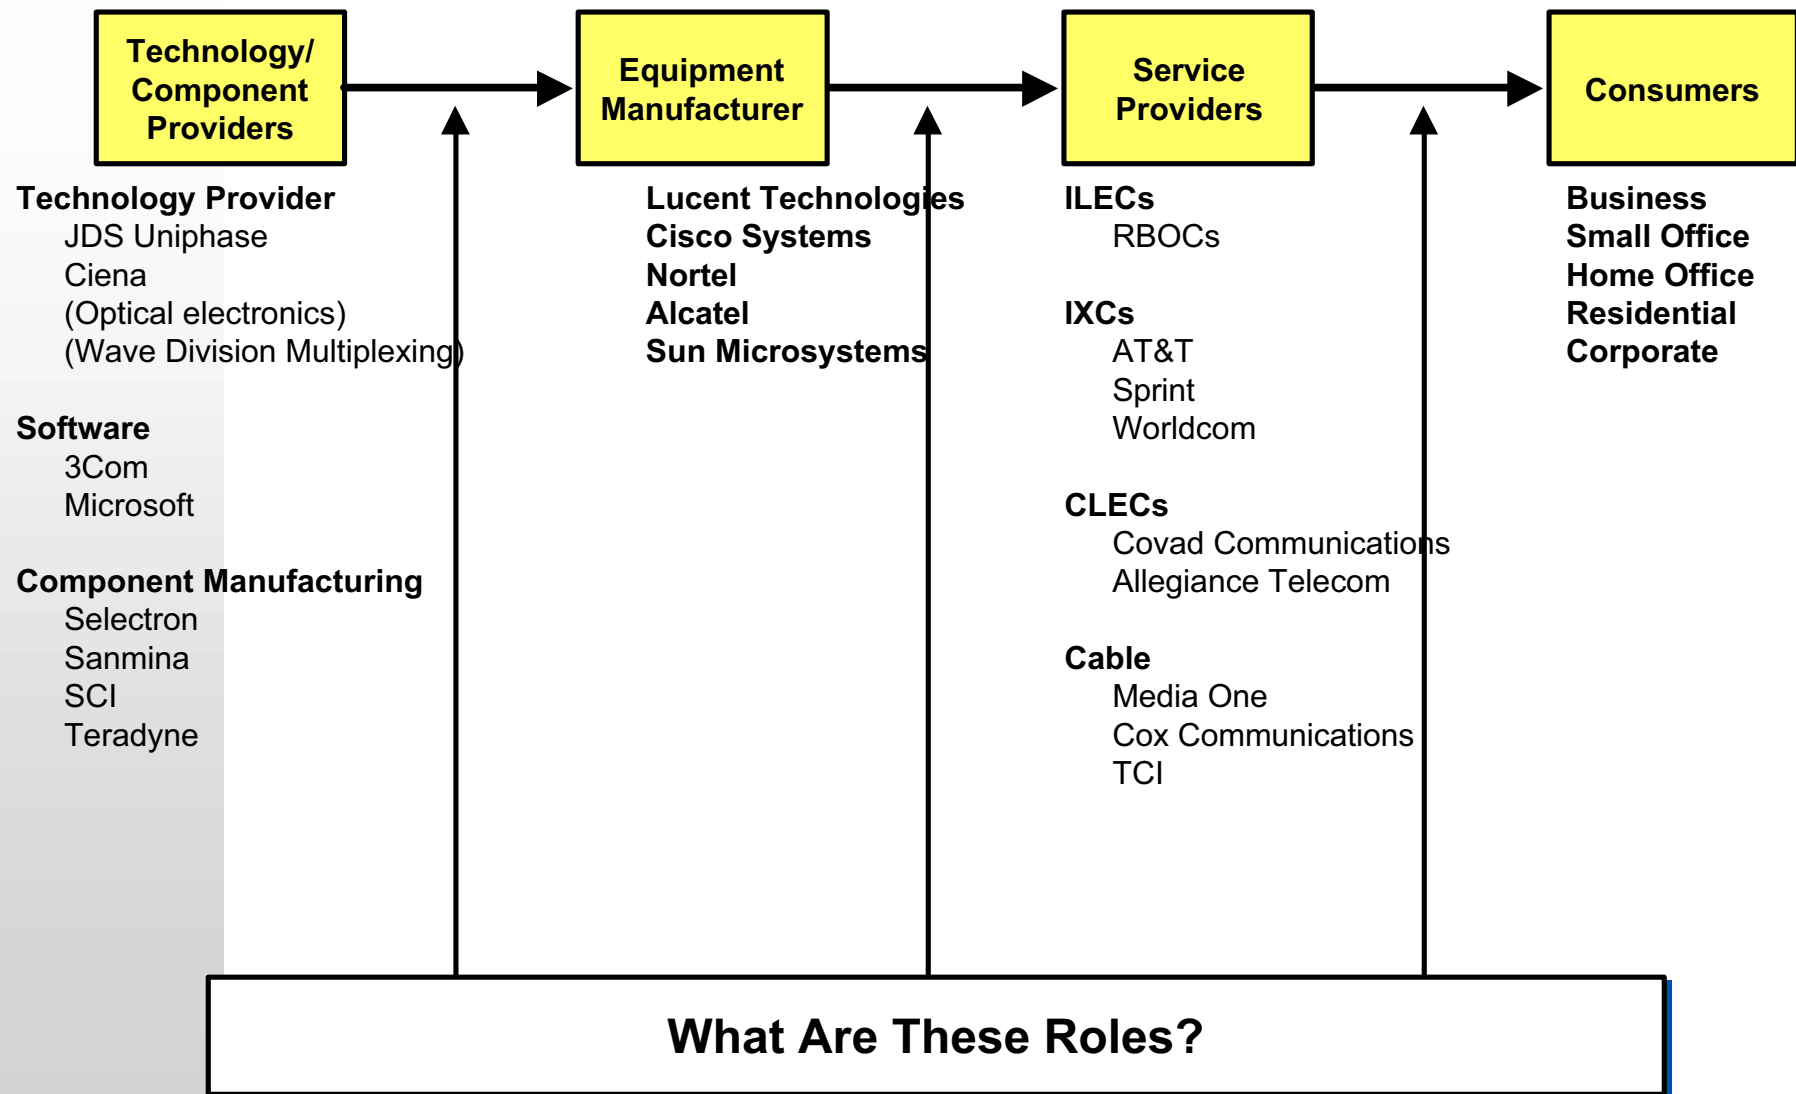 Technology/
Component
Providers
Equipment
Manufacturer
Service
Providers
Consumers
Technology Provider
JDS Uniphase
Ciena
(Optical electronics)
(Wave Division Multiplexing)
Software
3Com
Microsoft
Component Manufacturing
Selectron
Sanmina
SCI
Teradyne
Lucent Technologies
Cisco Systems
Nortel
Alcatel
Sun Microsystems
ILECs
RBOCs
IXCs
AT&T
Sprint
Worldcom
CLECs
Covad Communications
Allegiance Telecom
Cable
Media One
Cox Communications
TCI
Business
Small Office
Home Office
Residential
Corporate
What Are These Roles?